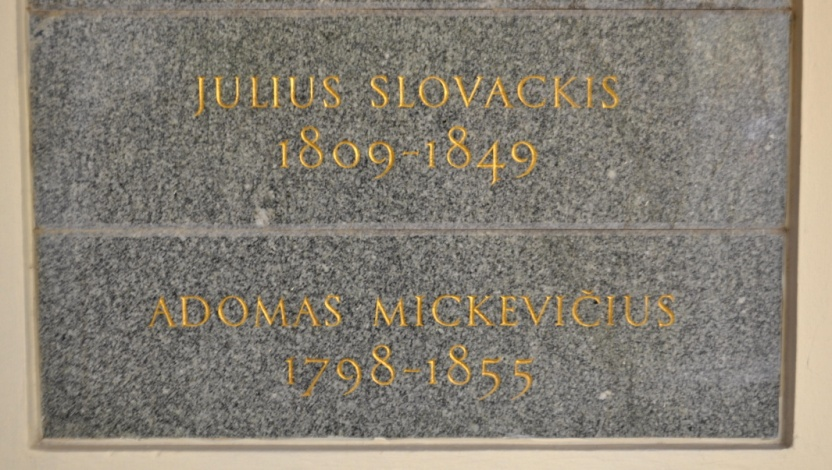 JULIUS SLOVACKIS
1809-1849
ADOMAS MICKEVIČIUS
1798-1855